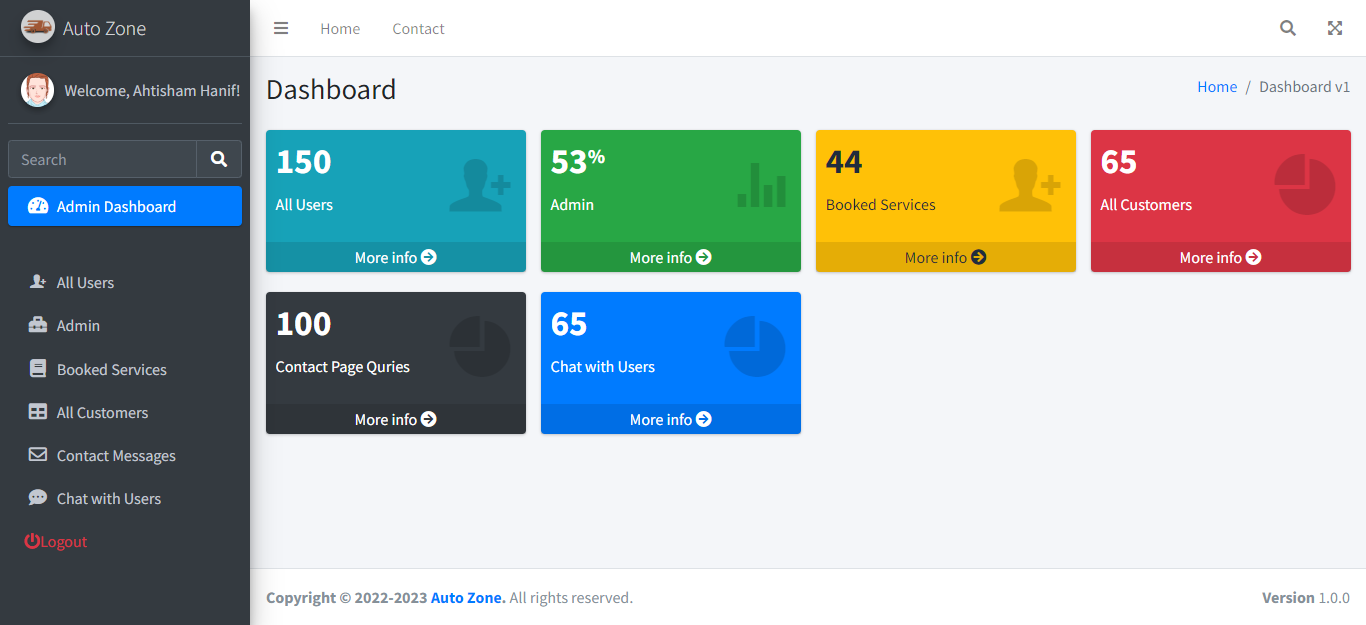 Auto Zone
Welcome, Ahtisham Hanif!
Search
Admin Dashboard
All Users
Admin
Booked Services
All Customers
Contact Messages
Chat with Users
Logout
Home Contact
Dashboard
Home / Dashboard v1
150
All Users
More info
53%
Admin
More info
44
Booked Services
More info
65
All Customers
More info
100
Contact Page Quries
More info
65
Chat with Users
More info
Copyright © 2022-2023 Auto Zone. All rights reserved.
Version 1.0.0